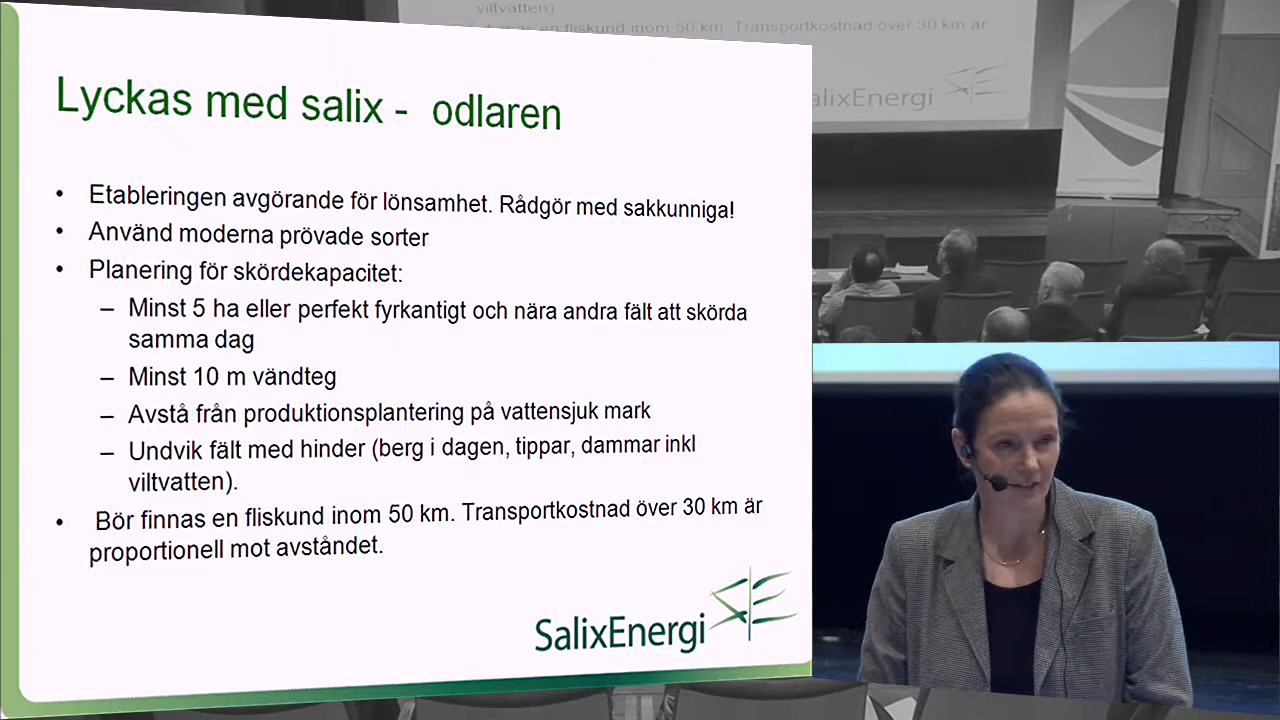 viltvatten)
en fliskund inom 50 km. Transportkostnad över 30 km är
alixEnergi
Lyckas med salix - odlaren
• Etableringen avgörande för lönsamhet. Rådgör med sakkunniga!
• Använd moderna prövade sorter
• Planering för skördekapacitet:
– Minst 5 ha eller perfekt fyrkantigt och nära andra fält att skörda
samma dag
– Minst 10 m vändteg
– Avstå från produktionsplantering på vattensjuk mark
– Undvik fält med hinder (berg i dagen, tippar, dammar inkl
viltvatten).
• Bör finnas en fliskund inom 50 km. Transportkostnad över 30 km är
proportionell mot avståndet.
SalixEnergi